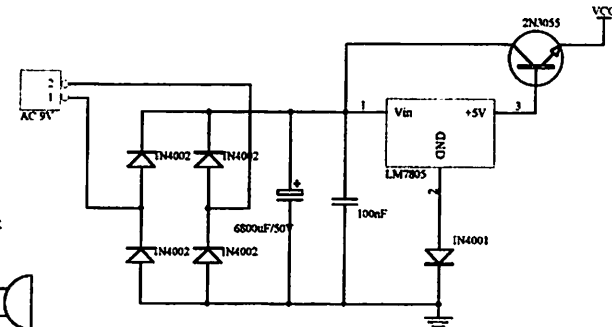 VCC
2N3055
2
1
AC 9V
1
Vin
+5V
3
GND
LM7805
2
IN4002
IN4002
6800uF/50V
100nF
IN4002
IN4002
IN4001